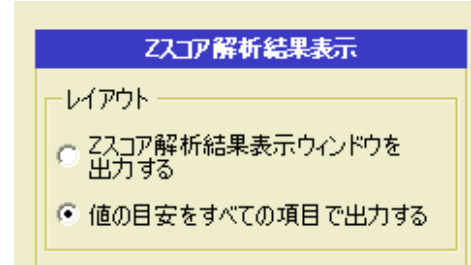 Zスコア解析結果表示
レイアウト
Zスコア解析結果表示ウィンドウを
出力する
値の目安をすべての項目で出力する